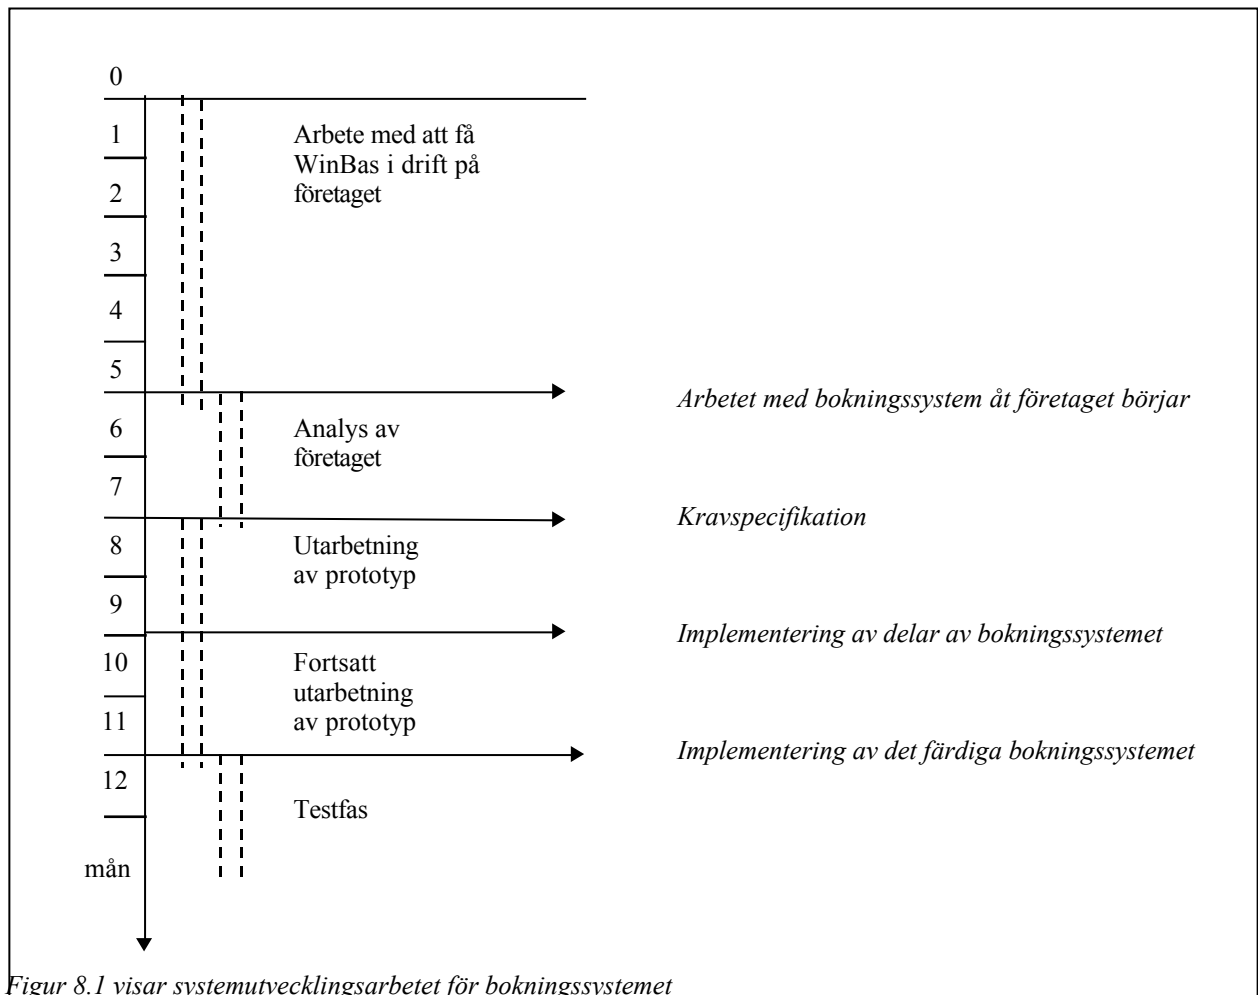 0
1
Arbete med att få
WinBas i drift på
2
företaget
3
4
5
Arbetet med bokningssystem åt företaget börjar
6
Analys av
företaget
7
Kravspecifikation
8
Utarbetning
av prototyp
9
Implementering av delar av bokningssystemet
10
Fortsatt
utarbetning
11
av prototyp
Implementering av det färdiga bokningssystemet
12
Testfas
mån
Figur 8.1 visar systemutvecklingsarbetet för bokningssystemet